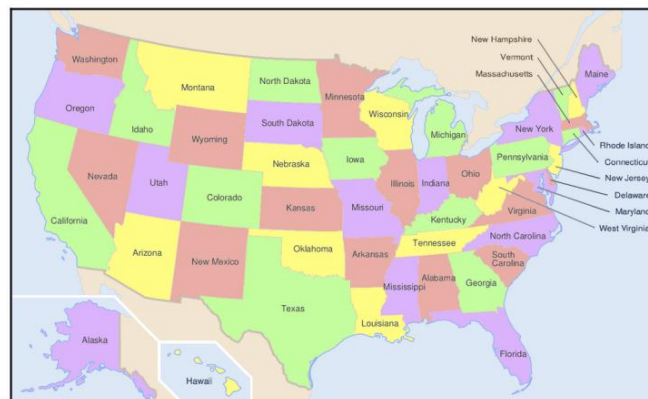 New Hampshire
Vermont
Massachusetts
Washington
Montana
North Dakota
Minnesota
Maine
Oregon
Idaho
Wyoming
South Dakota
Wisconsin
Michigan
New York
Rhode Island
Connecticu
New Jersey
Delaware
Maryland
West Virginia
Nevada
Utah
Colorado
Nebraska
Iowa
Illinois
Indiana
Ohio
Pennsylvania
California
Kansas
Missouri
Kentucky
Virginia
Arizona
New Mexico
Oklahoma
Arkansas
Tennessee
North Carolina
South
Carolina
Texas
Louisiana
Mississippi
Alabama
Georgia
Florida
Alaska
Hawaii